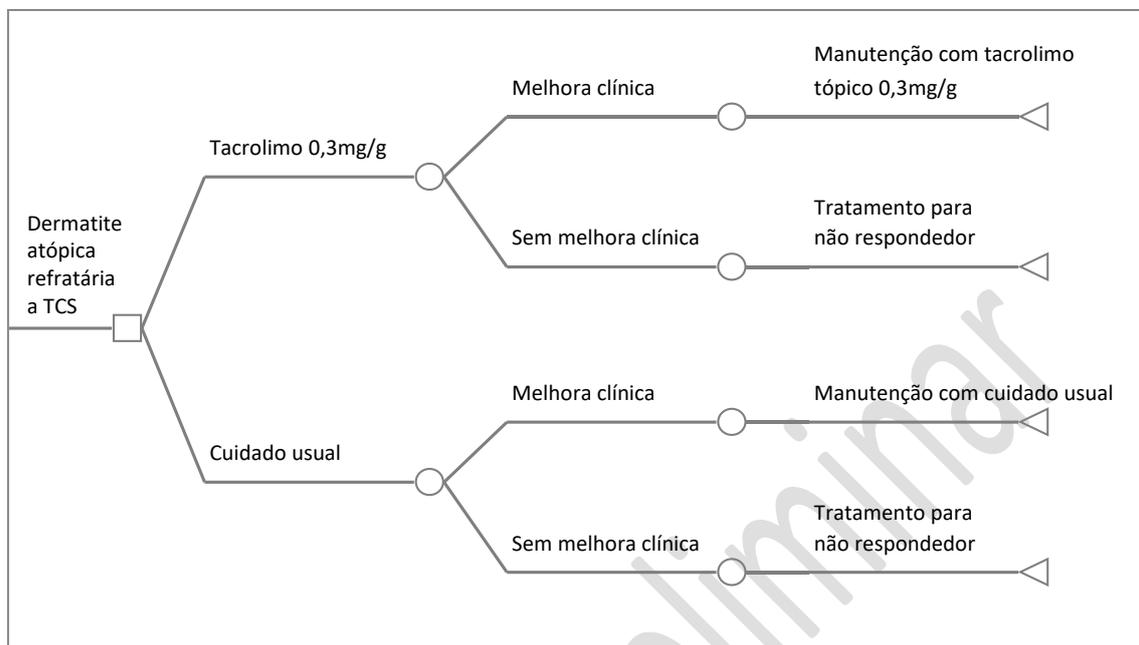 Manutenção com tacrolimo
tópico 0,3mg/g
Melhora clínica
Tacrolimo 0,3mg/g
Tratamento para
não respondedor
Sem melhora clínica
Dermatite
atópica
refratária
a TCS
Melhora clínica
Manutenção com cuidado usual
Cuidado usual
Tratamento para
não respondedor
Sem melhora clínica
eliminar